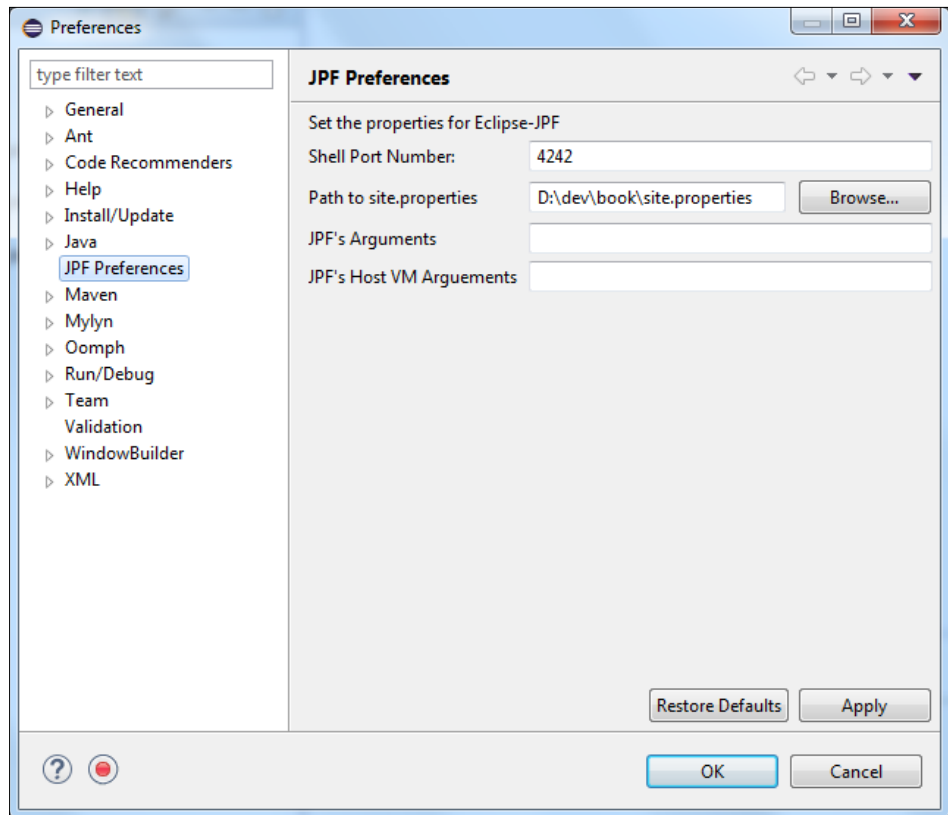 Preferences
type filter text
General
Ant
Code Recommenders
Help
Install/Update
Java
JPF Preferences
Maven
Mylyn
Oomph
Run/Debug
Team
Validation
WindowBuilder
XML
JPF Preferences
Set the properties for Eclipse-JPF
Shell Port Number: 4242
Path to site.properties D:\dev\book\site.properties Browse...
JPF's Arguments
JPF's Host VM Arguements
Restore Defaults Apply
? OK Cancel